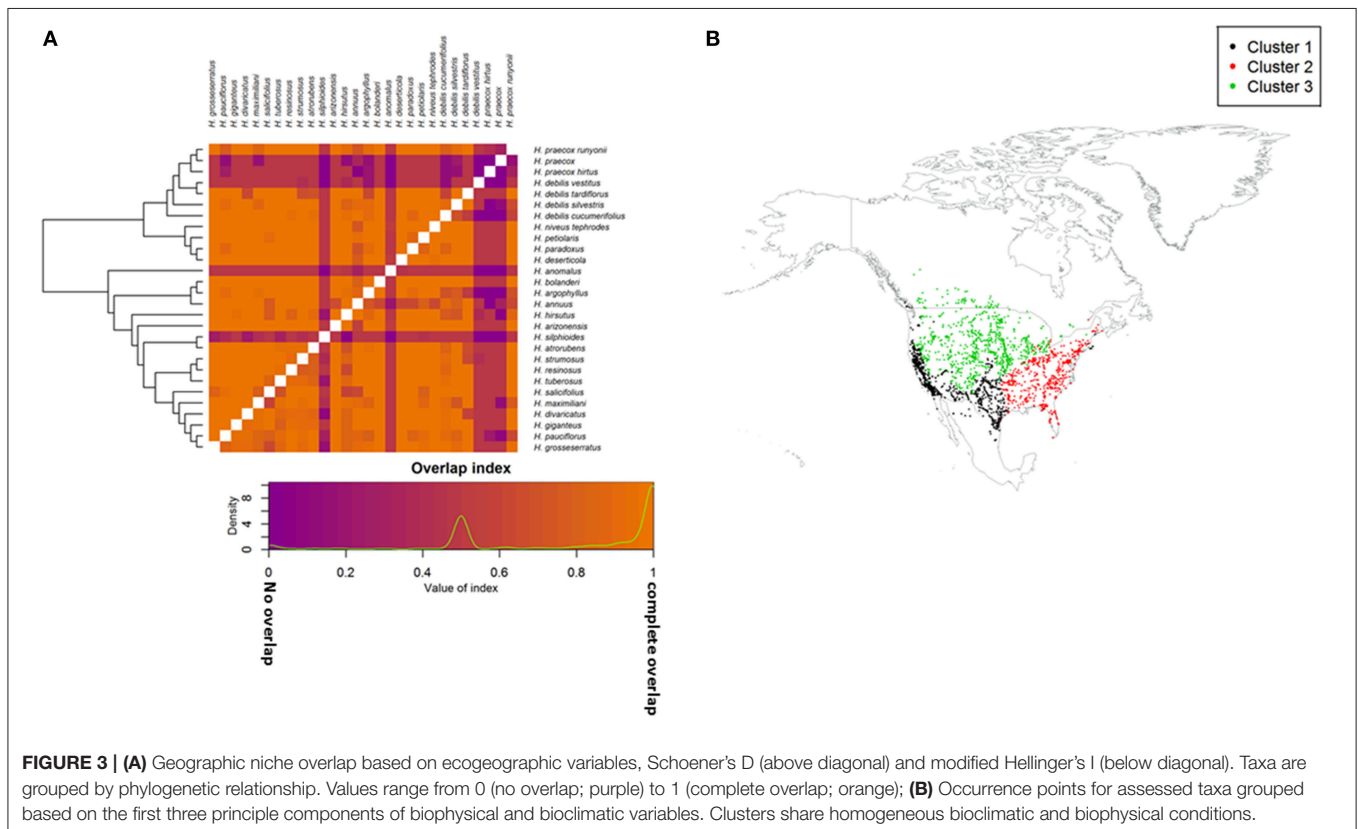 A
B
H. grosseserratus
H. pauciflorus
H. giganteus
H. divaricatus
H. maximiliani
H. salicifolius
H. tuberosus
H. resinosus
H. strumosus
H. atrorubens
H. silphioides
H. arizonensis
H. hirsutus
H. annuus
H. argophyllus
H. bolanderi
H. anomalus
H. deserticola
H. paradoxus
H. petiolaris
H. niveus tephrodes
H. debilis cucumerifolius
H. debilis silvestris
H. debilis tardiflorus
H. debilis vestitus
H. praecox hirtus
H. praecox
H. praecox runyonii
H. praecox runyonii
H. praecox
H. praecox hirtus
H. debilis vestitus
H. debilis tardiflorus
H. debilis silvestris
H. debilis cucumerifolius
H. niveus tephrodes
H. petiolaris
H. paradoxus
H. deserticola
H. anomalus
H. bolanderi
H. argophyllus
H. annuus
H. hirsutus
H. arizonensis
H. silphioides
H. atrorubens
H. strumosus
H. resinosus
H. tuberosus
H. salicifolius
H. maximiliani
H. divaricatus
H. giganteus
H. pauciflorus
H. grosseserratus
Overlap index
Density
8
4
0
0 0.2 0.4 0.6 0.8 1
Value of index
No overlap
complete overlap
Cluster 1
Cluster 2
Cluster 3
FIGURE 3 | (A) Geographic niche overlap based on ecogeographic variables, Schoener's D (above diagonal) and modified Hellinger's I (below diagonal). Taxa are
grouped by phylogenetic relationship. Values range from 0 (no overlap; purple) to 1 (complete overlap; orange); (B) Occurrence points for assessed taxa grouped
based on the first three principle components of biophysical and bioclimatic variables. Clusters share homogeneous bioclimatic and biophysical conditions.